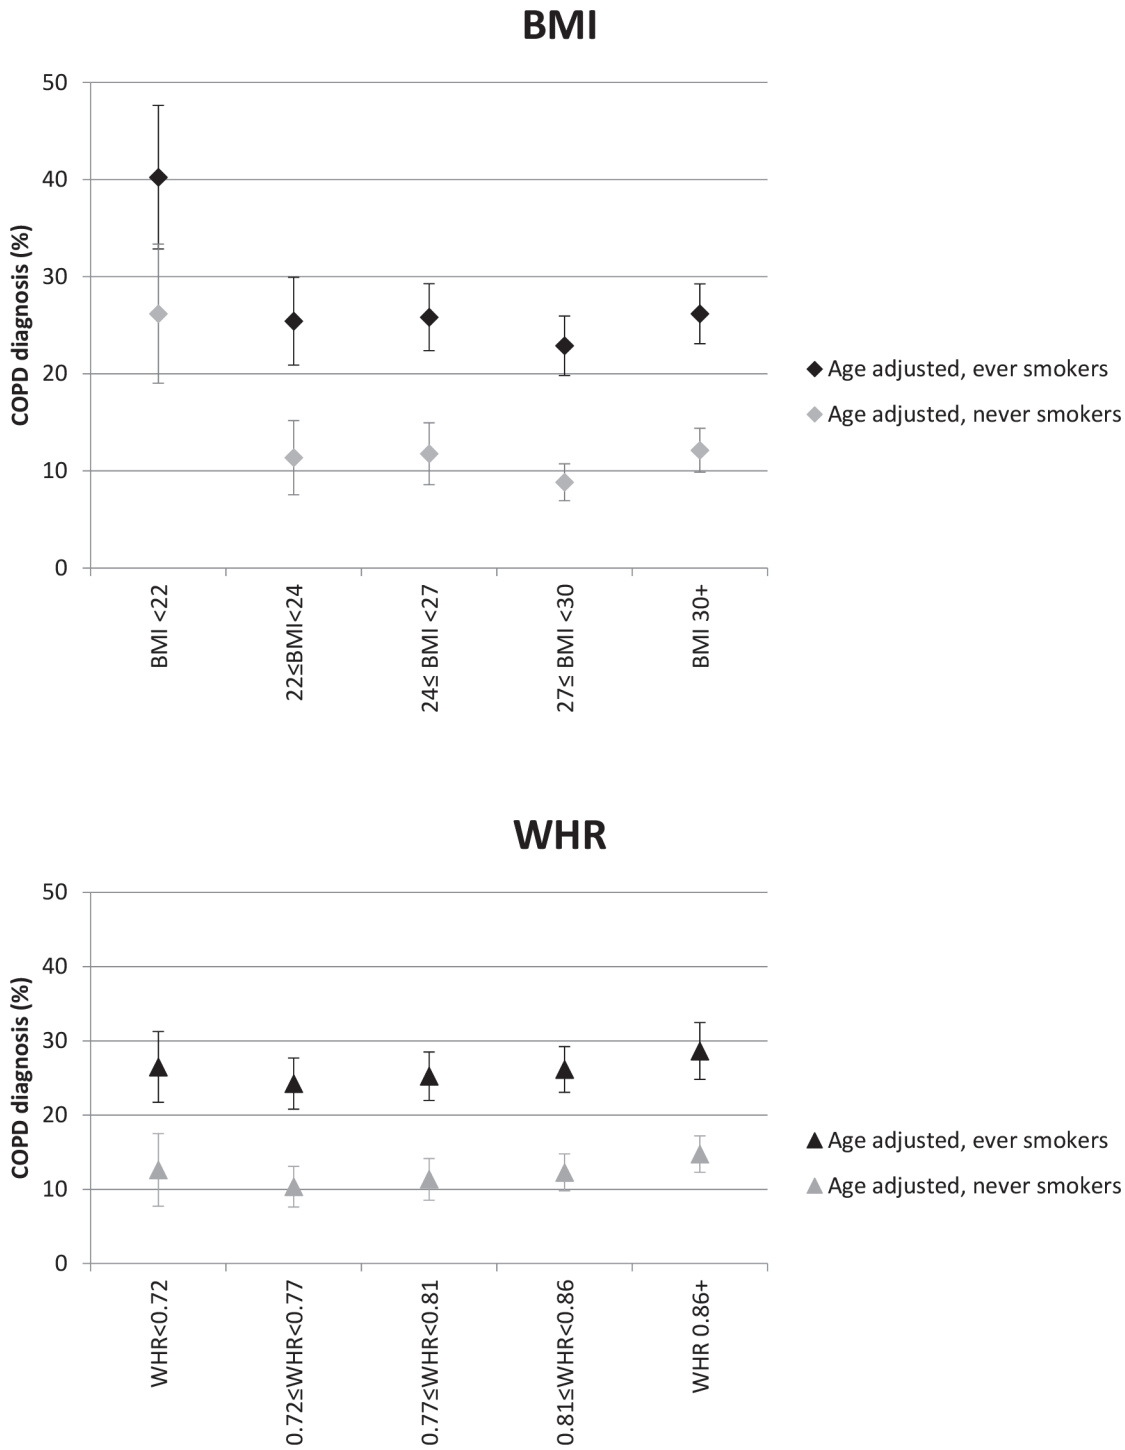 BMI
50
40
30
20
10
0
COPD diagnosis (%)
BMI <22
22≤BMI<24
24≤ BMI <27
27≤ BMI <30
BMI 30+
Age adjusted, ever smokers
Age adjusted, never smokers
WHR
50
40
30
20
10
0
COPD diagnosis (%)
WHR<0.72
0.72≤WHR<0.77
0.77≤WHR<0.81
0.81≤WHR<0.86
WHR 0.86+
Age adjusted, ever smokers
Age adjusted, never smokers